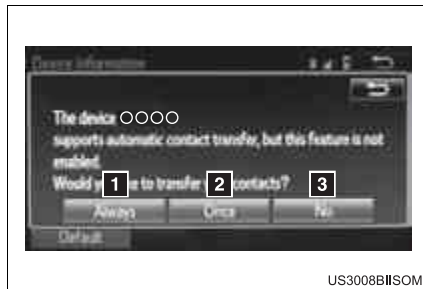 Device Information
The device ○○○○
supports automatic contact transfer, but this feature is not
enabled.
Would to transfer contacts?
1 2 3
Always Once No
Default
US3008BIISOM